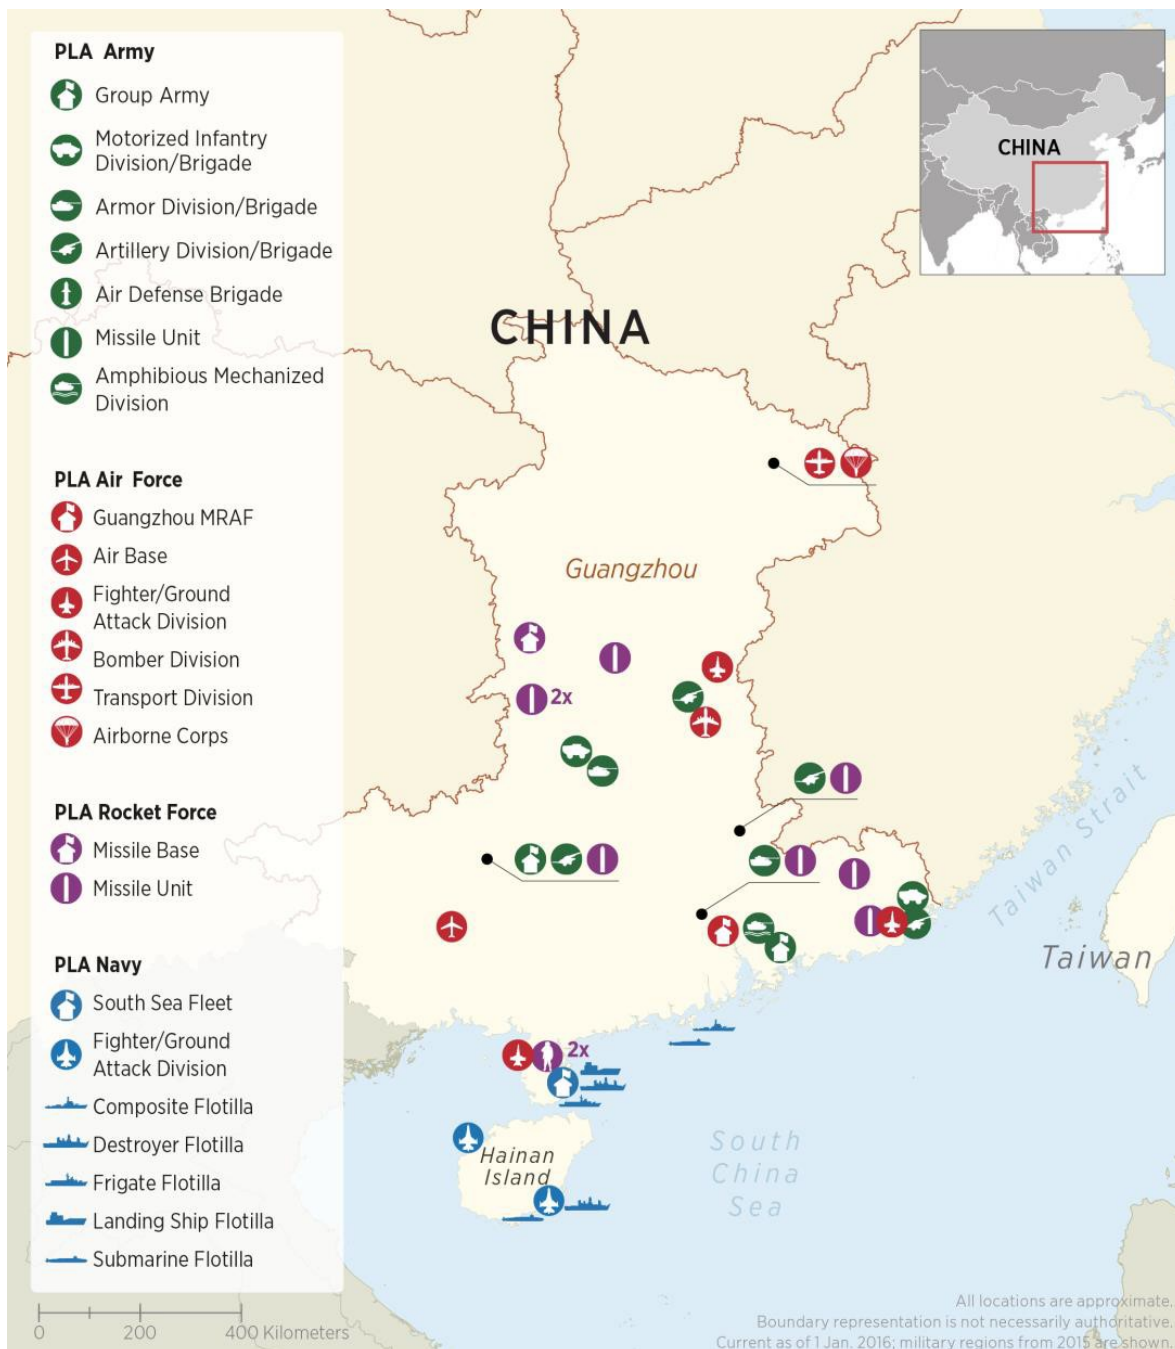 PLA Army
Group Army
Motorized Infantry
Division/Brigade
Armor Division/Brigade
Artillery Division/Brigade
Air Defense Brigade
Missile Unit
Amphibious Mechanized
Division
PLA Air Force
Guangzhou MRAF
Air Base
Fighter/Ground
Attack Division
Bomber Division
Transport Division
Airborne Corps
PLA Rocket Force
Missile Base
Missile Unit
PLA Navy
South Sea Fleet
Fighter/Ground
Attack Division
Composite Flotilla
Destroyer Flotilla
Frigate Flotilla
Landing Ship Flotilla
Submarine Flotilla
0 200 400 Kilometers
CHINA
CHINA
Guangzhou
2x
Taiwan Strait
Taiwan
2x
Hainan
Island
South
China
Sea
All locations are approximate.
Boundary representation is not necessarily authoritative.
Current as of 1 Jan. 2016; military regions from 2015 are shown.